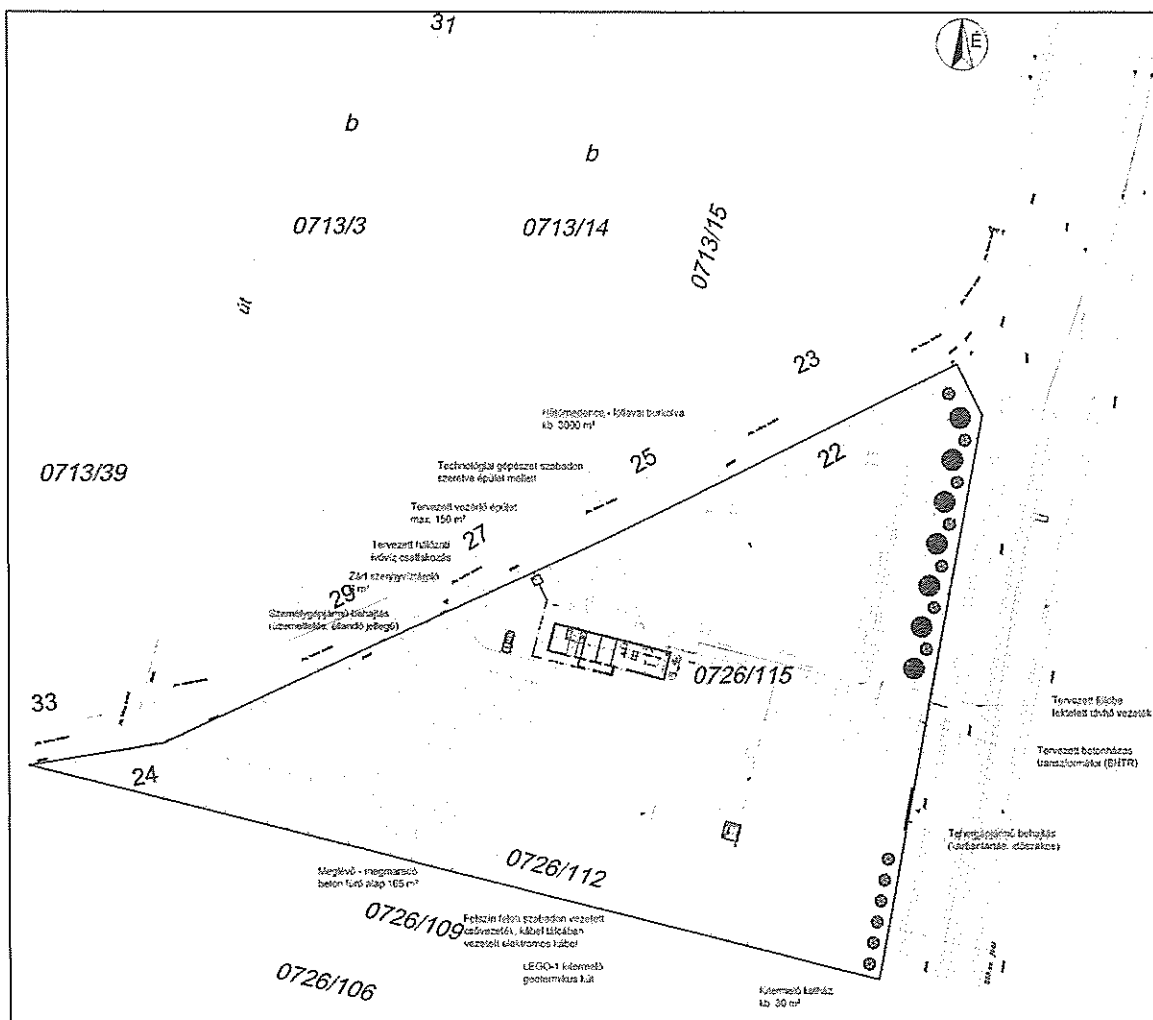 31
É
b
b
0713/3
0713/14
0713/15
út
23
Hűtőmedence - fóliával burkolva
kb. 3000 m²
22
25
0713/39
Technológiai gépészet szabadon
szerelve épület mellett
Tervezett vezérlő épület
max. 150 m²
27
Tervezett hálózati
ivóvíz csatlakozás
Zárt szennyvíztároló
m²
29
Személygépjármű behajtás
(üzemeltetés, állandó jellegű)
U
0726/115
33
Tervezett földbe
fektetett távhő vezeték
24
Tervezett betonházas
transzformátor (BHTR)
Tehergépjármű behajtás
(karbantartás, időszakos)
0726/112
Meglévő - megmaradó
beton fúró alap 165 m²
0726/109
Felszín felett szabadon vezetett
csővezeték, kábel tálcában
vezetett elektromos kábel
LEGO-1 kitermelő
geotermikus kút
0726/106
Kitermelő kútház
kb. 30 m²